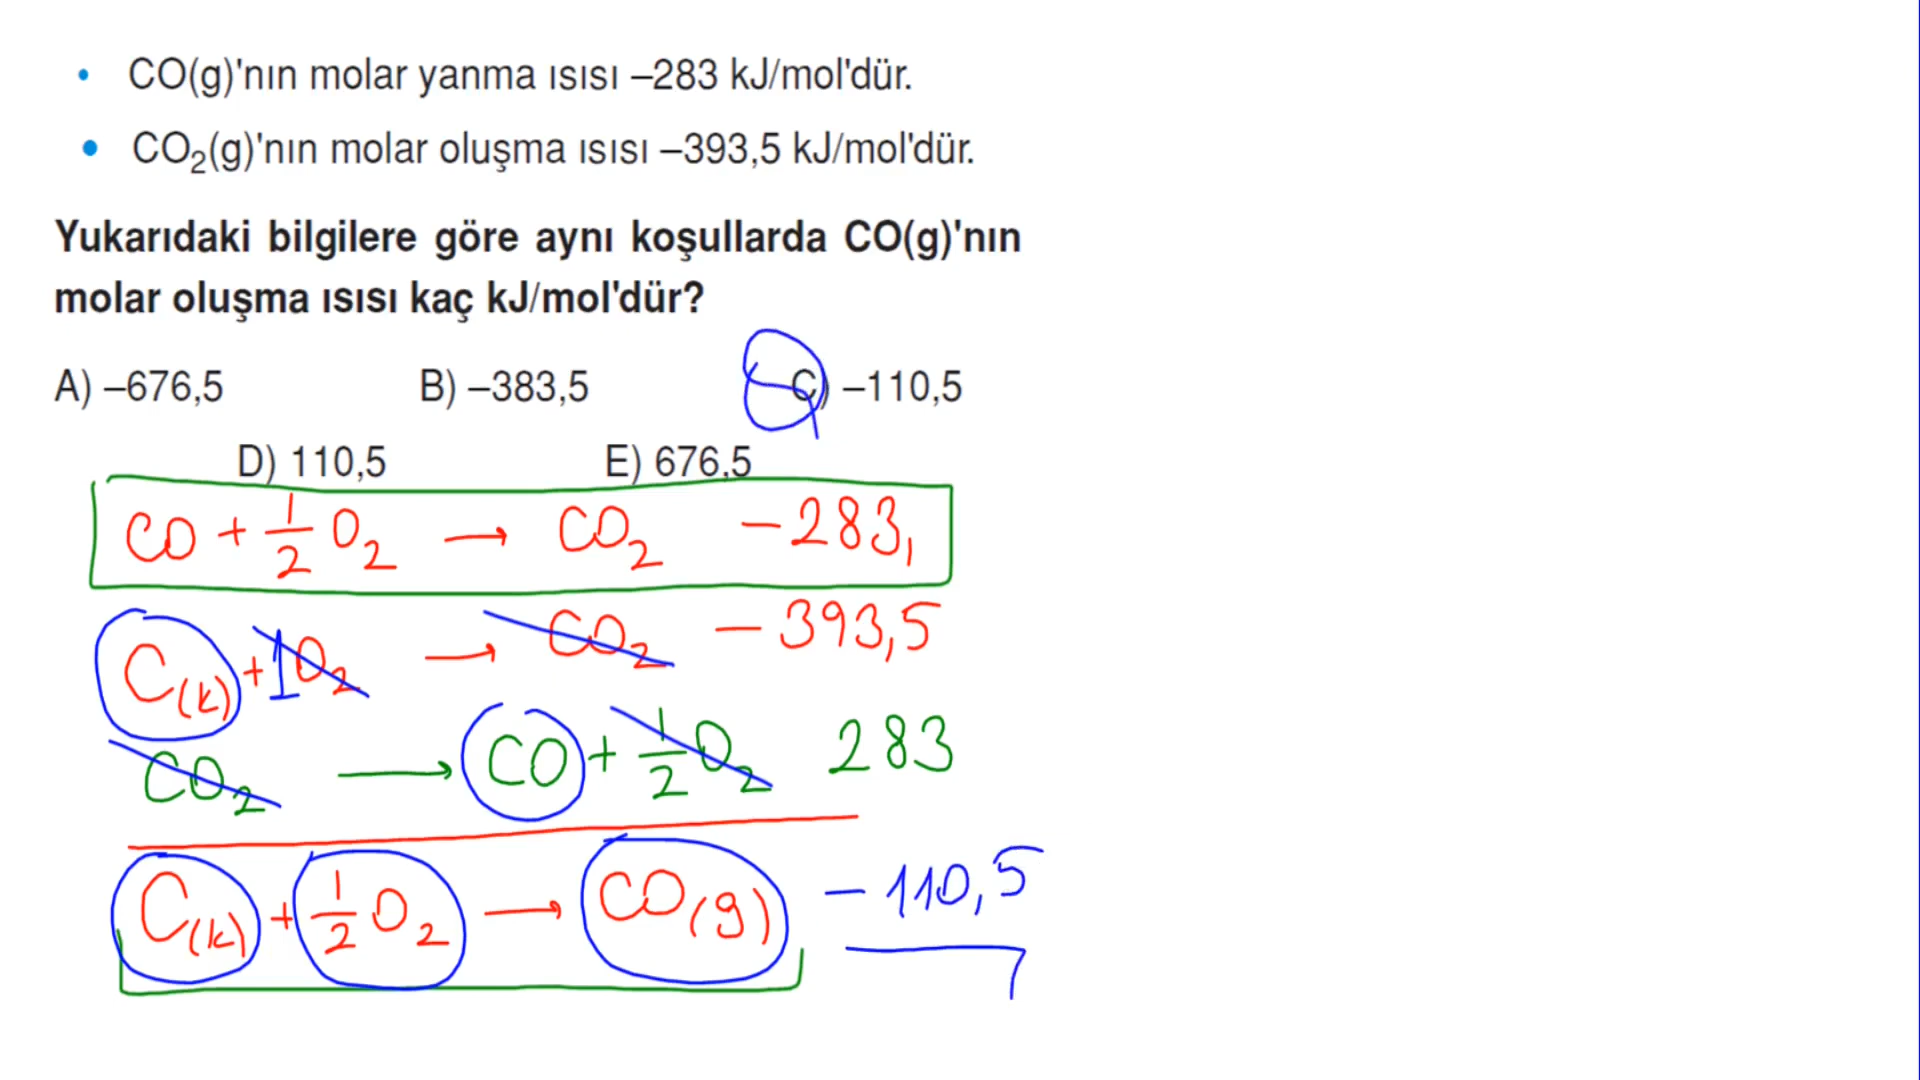 • CO(g)'nın molar yanma ısısı –283 kJ/mol'dür.
• CO₂(g)'nın molar oluşma ısısı –393,5 kJ/mol'dür.
Yukarıdaki bilgilere göre aynı koşullarda CO(g)'nın
molar oluşma ısısı kaç kJ/mol'dür?
A) –676,5 B) –383,5 C) –110,5
D) 110,5 E) 676,5
CO + 1/2 O₂ → CO₂ –283,
C(k) + 1O₂ → CO₂ –393,5
CO₂ → CO + 1/2 O₂ 283
C(k) + 1/2 O₂ → CO(g) –110,5